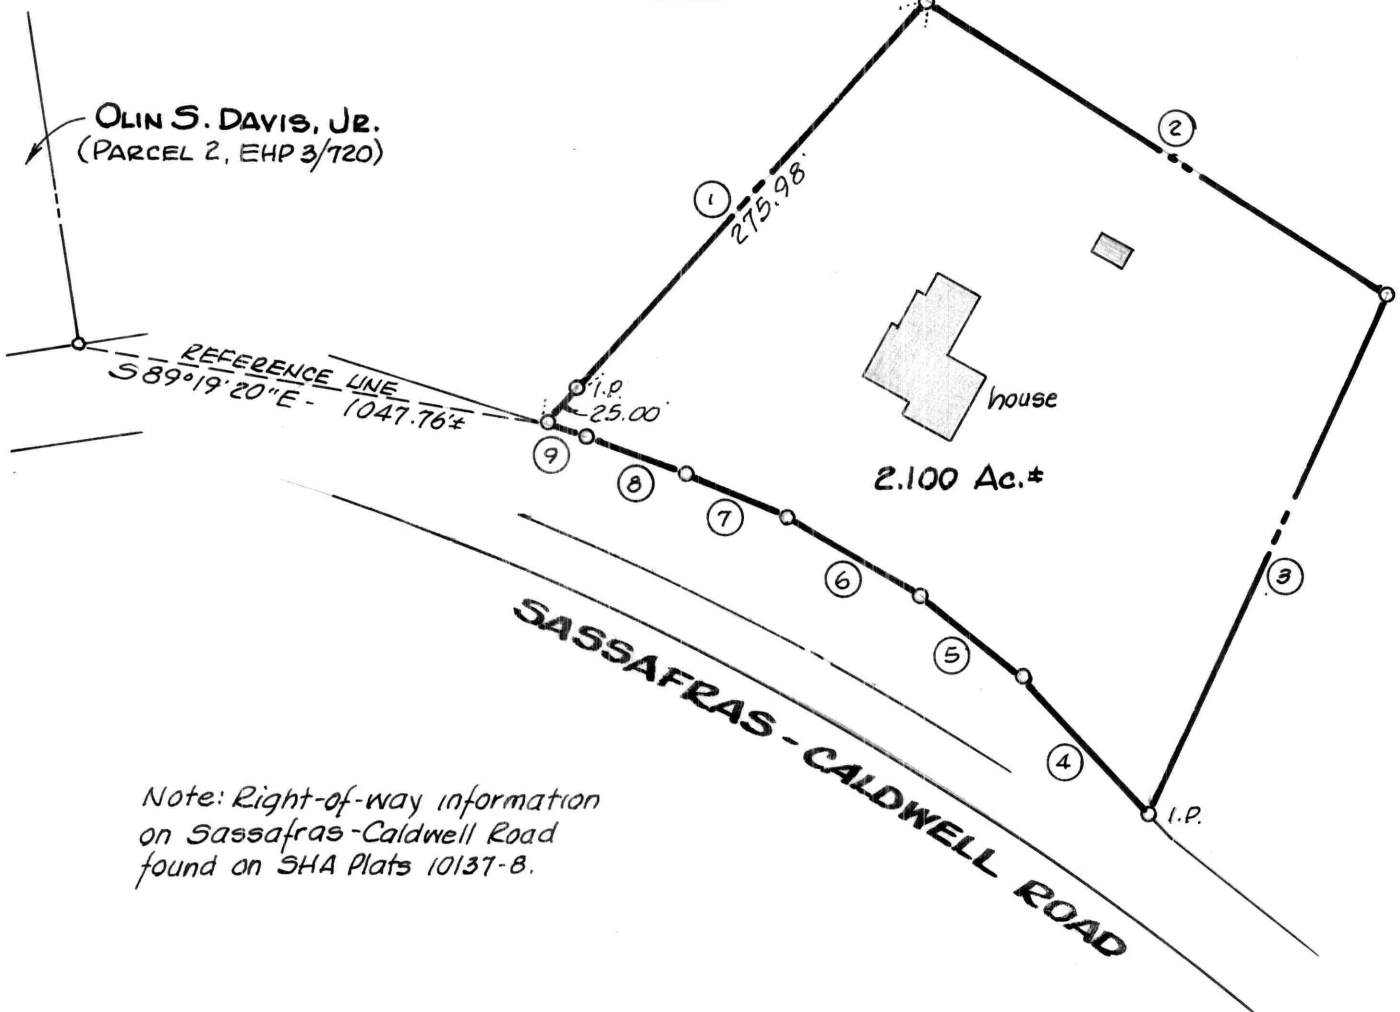 OLIN S. DAVIS, JR.
(PARCEL 2, EHP 3/720)
1
275.98'
2
REFERENCE LINE
S 89°19'20"E - 1047.76'±
I.P.
25.00'
house
2.100 Ac.±
9
8
7
6
5
4
3
I.P.
SASSAFRAS - CALDWELL ROAD
Note: Right-of-way information
on Sassafras-Caldwell Road
found on SHA Plats 10137-8.